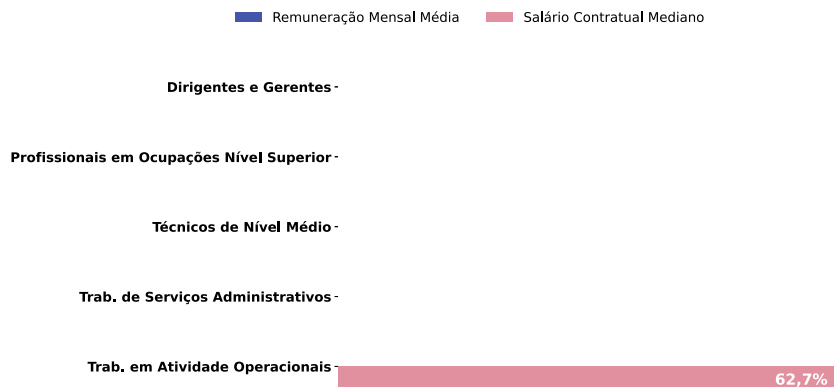 Remuneração Mensal Média Salário Contratual Mediano
Dirigentes e Gerentes
Profissionais em Ocupações Nível Superior
Técnicos de Nível Médio
Trab. de Serviços Administrativos
Trab. em Atividade Operacionais
62,7%